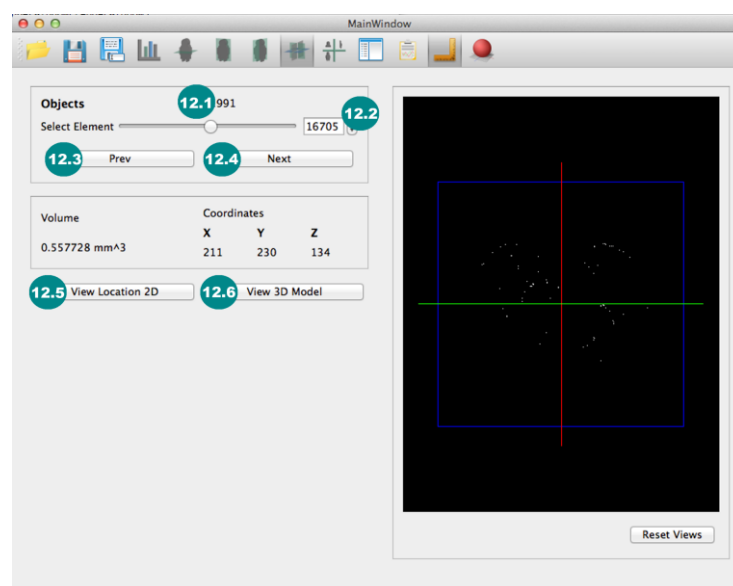 MainWindow
Objects 12.1 991
12.2
Select Element 16705
12.3 Prev 12.4 Next
Volume Coordinates
X Y Z
0.557728 mm^3
211 230 134
12.5 View Location 2D 12.6 View 3D Model
Reset Views